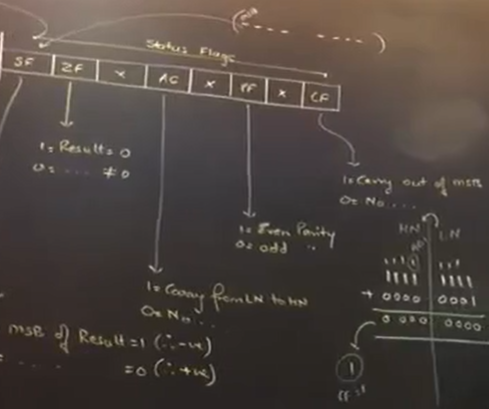 Status Flags
SF ZF x AC x PF x CF
1= Result = 0
0= .... ≠ 0
1= Carry out of MSB
0= No ....
1= Even Parity
0= odd "
HN LN
1111 1111
+ 0000 0001
0000 0000
1= Carry from LN to HN
0= No ...
MSB of Result = 1 (∴ -ve)
= ..... = 0 (∴ +ve)
1
CF = 1